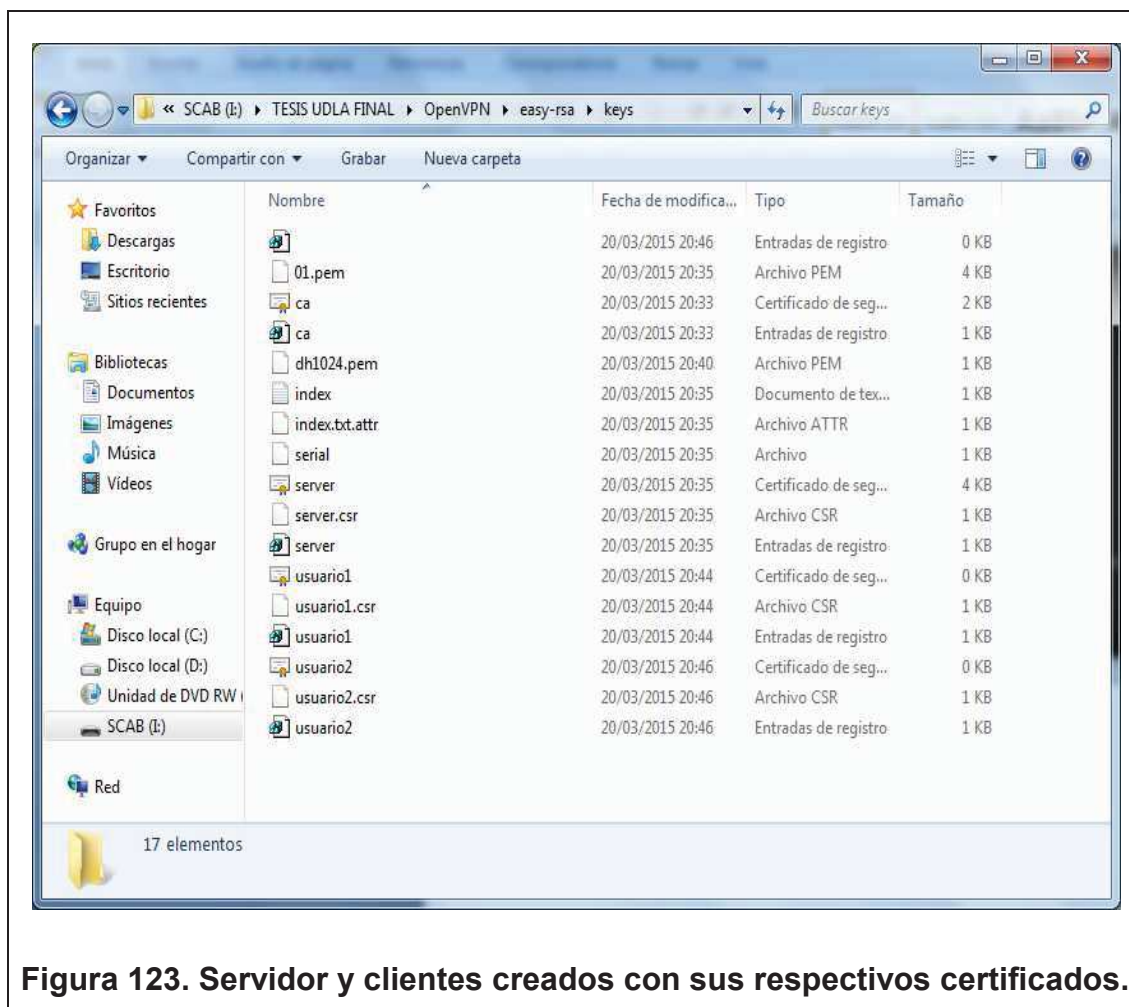 « SCAB (I:) ▸ TESIS UDLA FINAL ▸ OpenVPN ▸ easy-rsa ▸ keys
Buscar keys
Organizar Compartir con Grabar Nueva carpeta
Favoritos
Descargas
Escritorio
Sitios recientes
Bibliotecas
Documentos
Imágenes
Música
Vídeos
Grupo en el hogar
Equipo
Disco local (C:)
Disco local (D:)
Unidad de DVD RW (
SCAB (I:)
Red
Nombre Fecha de modifica... Tipo Tamaño
20/03/2015 20:46 Entradas de registro 0 KB
01.pem 20/03/2015 20:35 Archivo PEM 4 KB
ca 20/03/2015 20:33 Certificado de seg... 2 KB
ca 20/03/2015 20:33 Entradas de registro 1 KB
dh1024.pem 20/03/2015 20:40 Archivo PEM 1 KB
index 20/03/2015 20:35 Documento de tex... 1 KB
index.txt.attr 20/03/2015 20:35 Archivo ATTR 1 KB
serial 20/03/2015 20:35 Archivo 1 KB
server 20/03/2015 20:35 Certificado de seg... 4 KB
server.csr 20/03/2015 20:35 Archivo CSR 1 KB
server 20/03/2015 20:35 Entradas de registro 1 KB
usuario1 20/03/2015 20:44 Certificado de seg... 0 KB
usuario1.csr 20/03/2015 20:44 Archivo CSR 1 KB
usuario1 20/03/2015 20:44 Entradas de registro 1 KB
usuario2 20/03/2015 20:46 Certificado de seg... 0 KB
usuario2.csr 20/03/2015 20:46 Archivo CSR 1 KB
usuario2 20/03/2015 20:46 Entradas de registro 1 KB
17 elementos
Figura 123. Servidor y clientes creados con sus respectivos certificados.